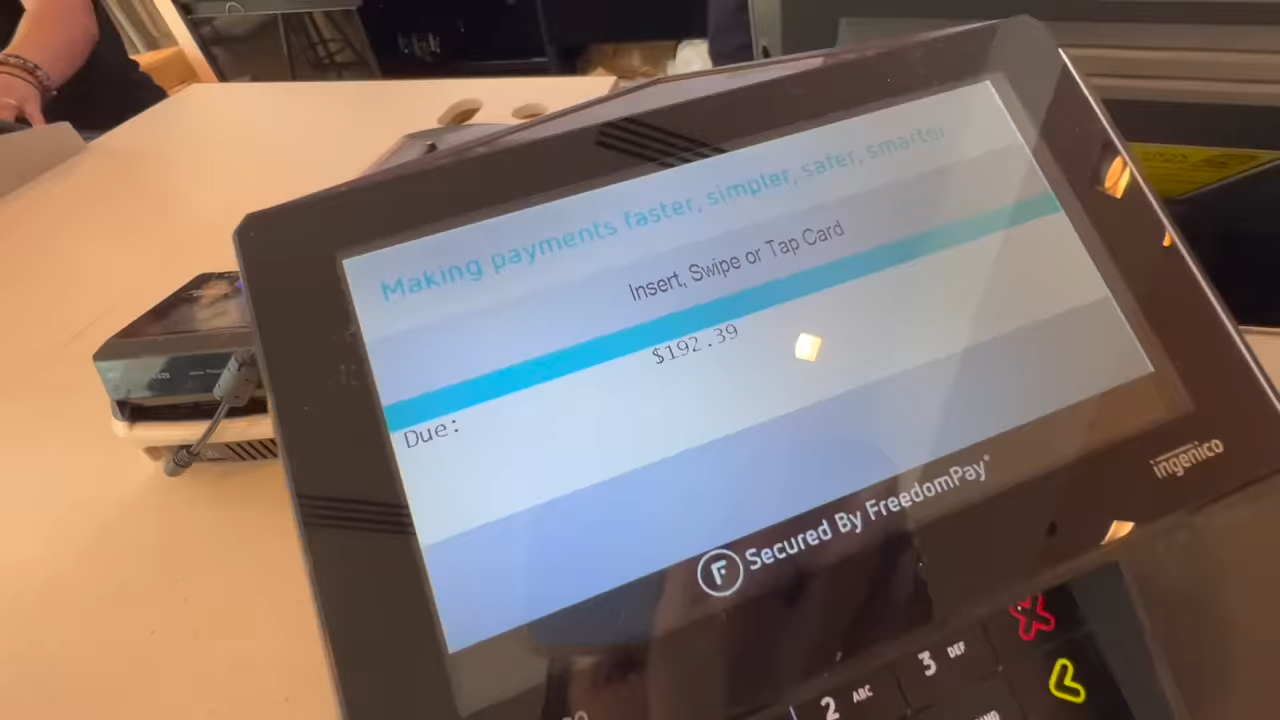 Making payments faster, simpler, safer, smarter
Insert, Swipe or Tap Card
$192.39
Due:
ingenico
F Secured By FreedomPay®
3 DEF
2 ABC